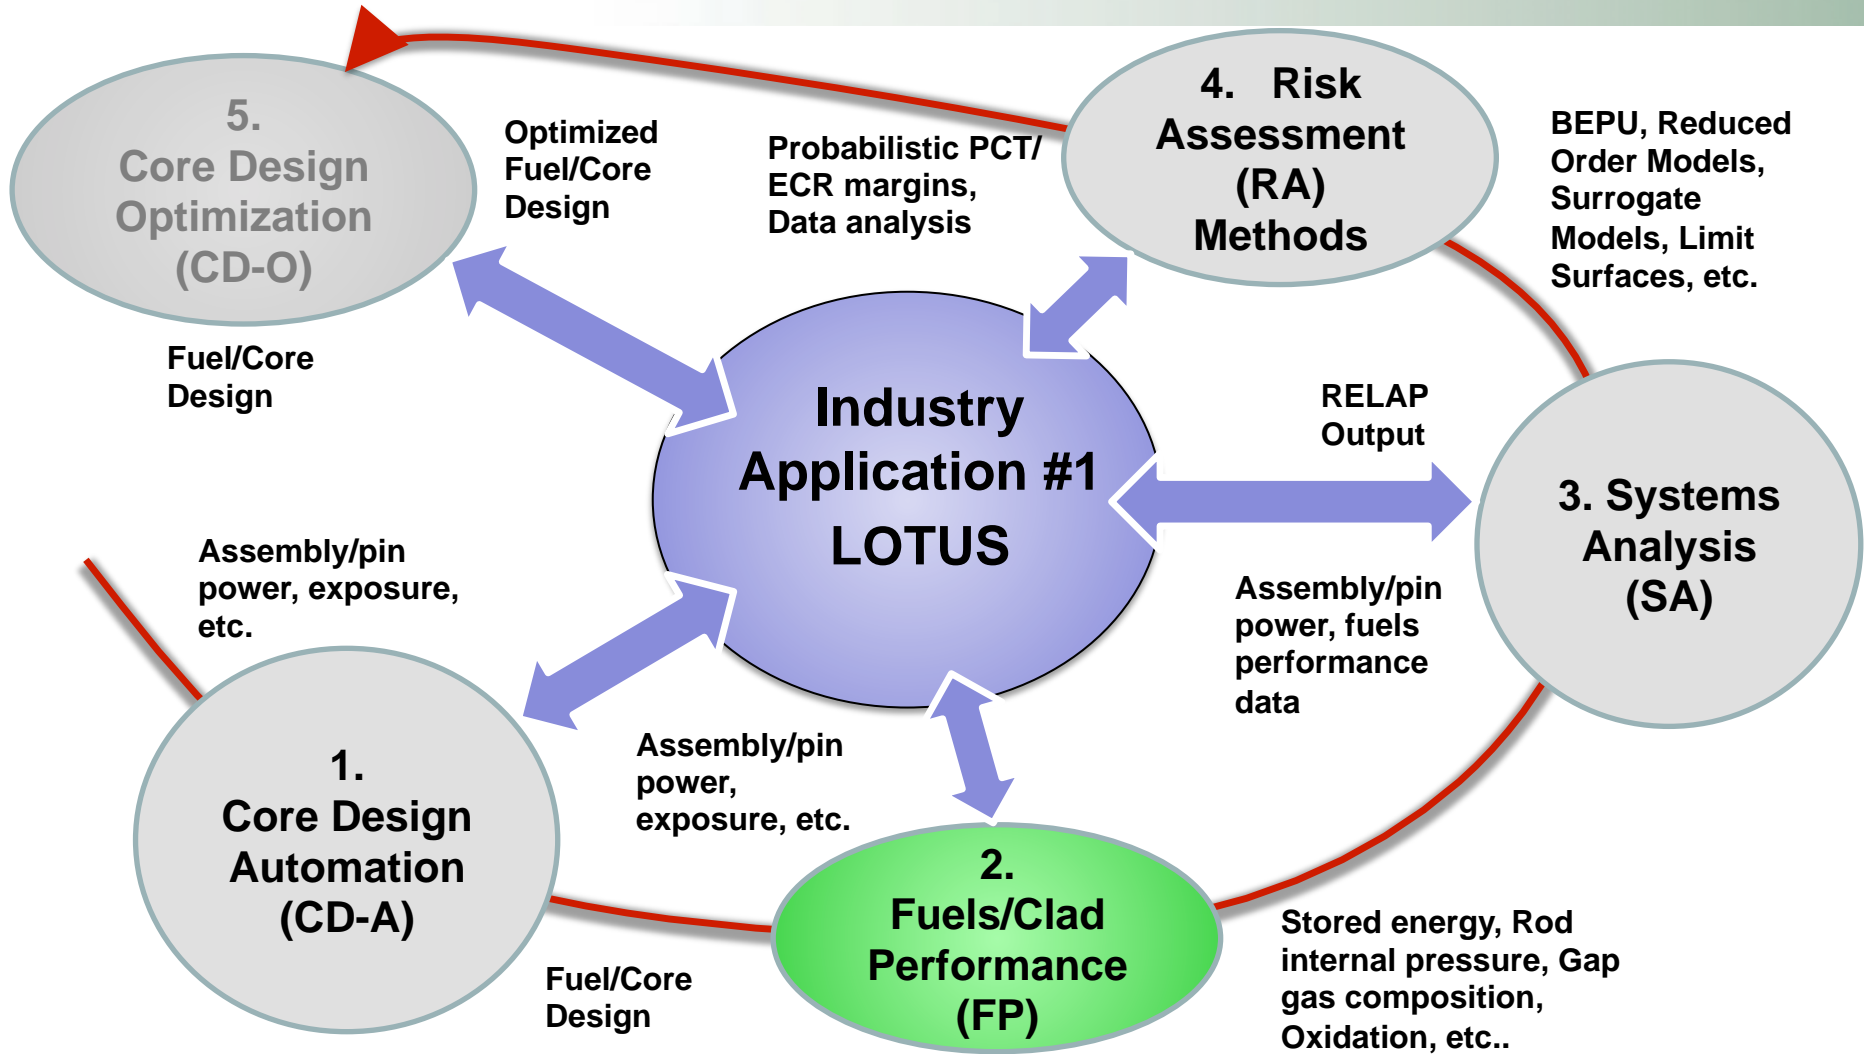 5.
Core Design
Optimization
(CD-O)
Optimized
Fuel/Core
Design
Probabilistic PCT/
ECR margins,
Data analysis
4. Risk
Assessment
(RA)
Methods
BEPU, Reduced
Order Models,
Surrogate
Models, Limit
Surfaces, etc.
Fuel/Core
Design
Industry
Application #1
LOTUS
RELAP
Output
3. Systems
Analysis
(SA)
Assembly/pin
power, exposure,
etc.
Assembly/pin
power, fuels
performance
data
1.
Core Design
Automation
(CD-A)
Assembly/pin
power,
exposure, etc.
2.
Fuels/Clad
Performance
(FP)
Fuel/Core
Design
Stored energy, Rod
internal pressure, Gap
gas composition,
Oxidation, etc..